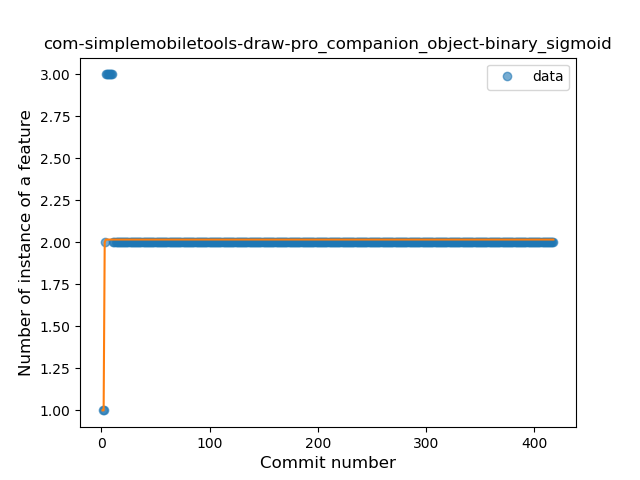 com-simplemobiletools-draw-pro_companion_object-binary_sigmoid
data
3.00
2.75
2.50
2.25
2.00
1.75
1.50
1.25
1.00
Number of instance of a feature
0 100 200 300 400
Commit number